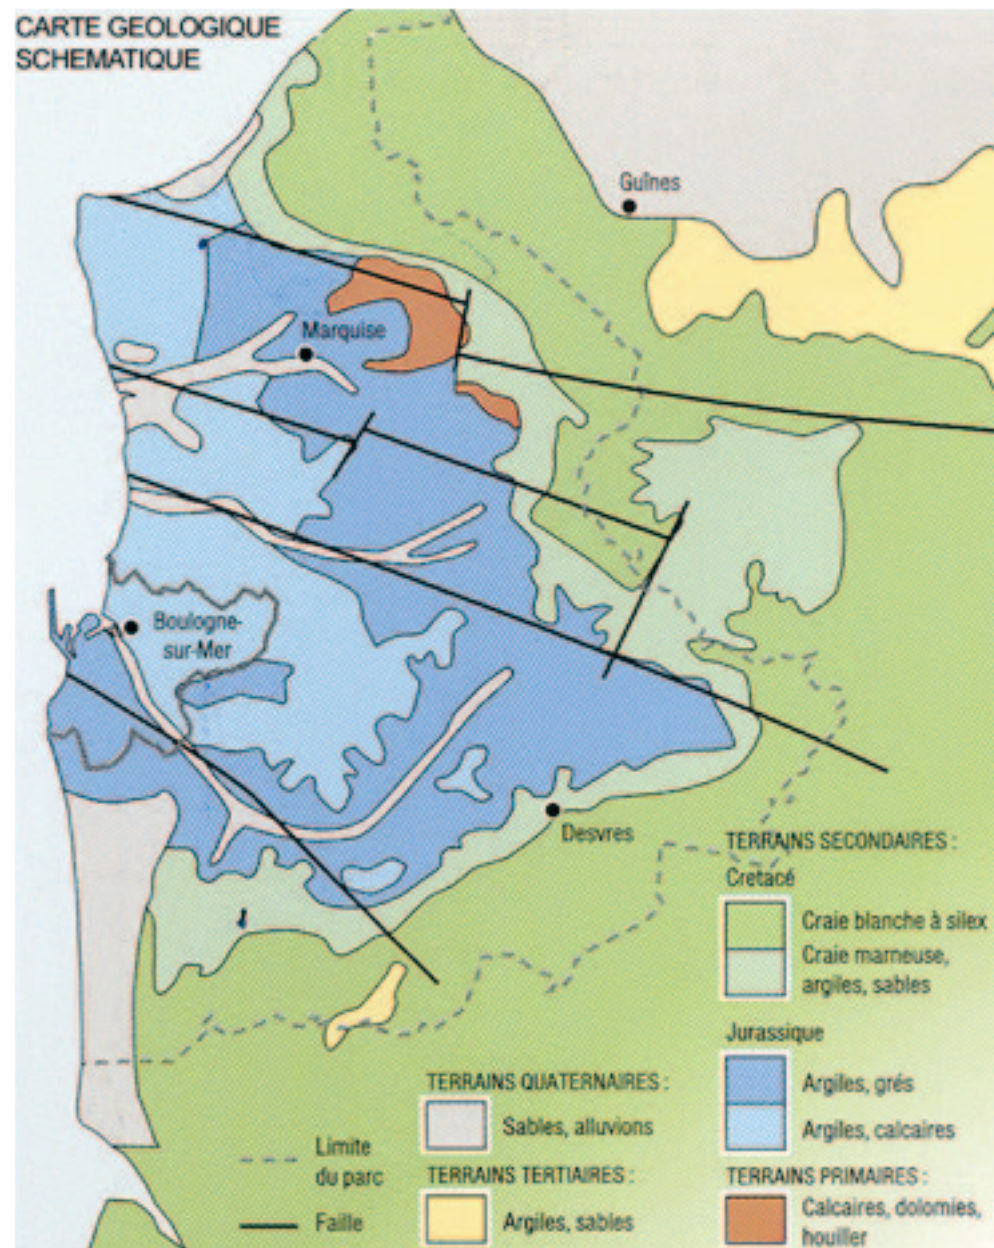 CARTE GEOLOGIQUE
SCHEMATIQUE
Guînes
Marquise
Boulogne-
sur-Mer
Desvres
TERRAINS SECONDAIRES :
Cretacé
Craie blanche à silex
Craie marneuse,
argiles, sables
Jurassique
Argiles, grés
Argiles, calcaires
TERRAINS QUATERNAIRES :
Sables, alluvions
TERRAINS TERTIAIRES :
Argiles, sables
TERRAINS PRIMAIRES :
Calcaires, dolomies,
houiller
Limite
du parc
Faille